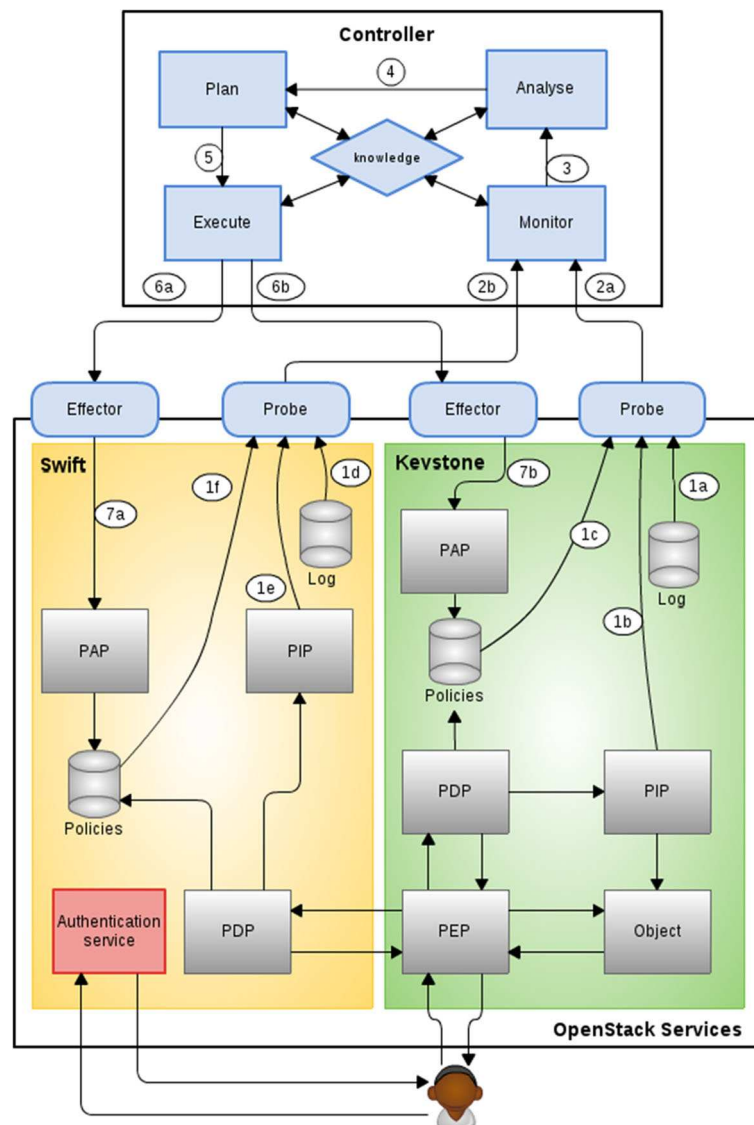 Controller
4
Plan
Analyse
5
knowledge
3
Execute
Monitor
6a
6b
2b
2a
Effector
Probe
Effector
Probe
Swift
1f
1d
Kevstone
7b
1a
7a
PAP
1c
Log
Log
1e
1b
PAP
PIP
Policies
PDP
PIP
Policies
Authentication
service
PDP
PEP
Object
OpenStack Services